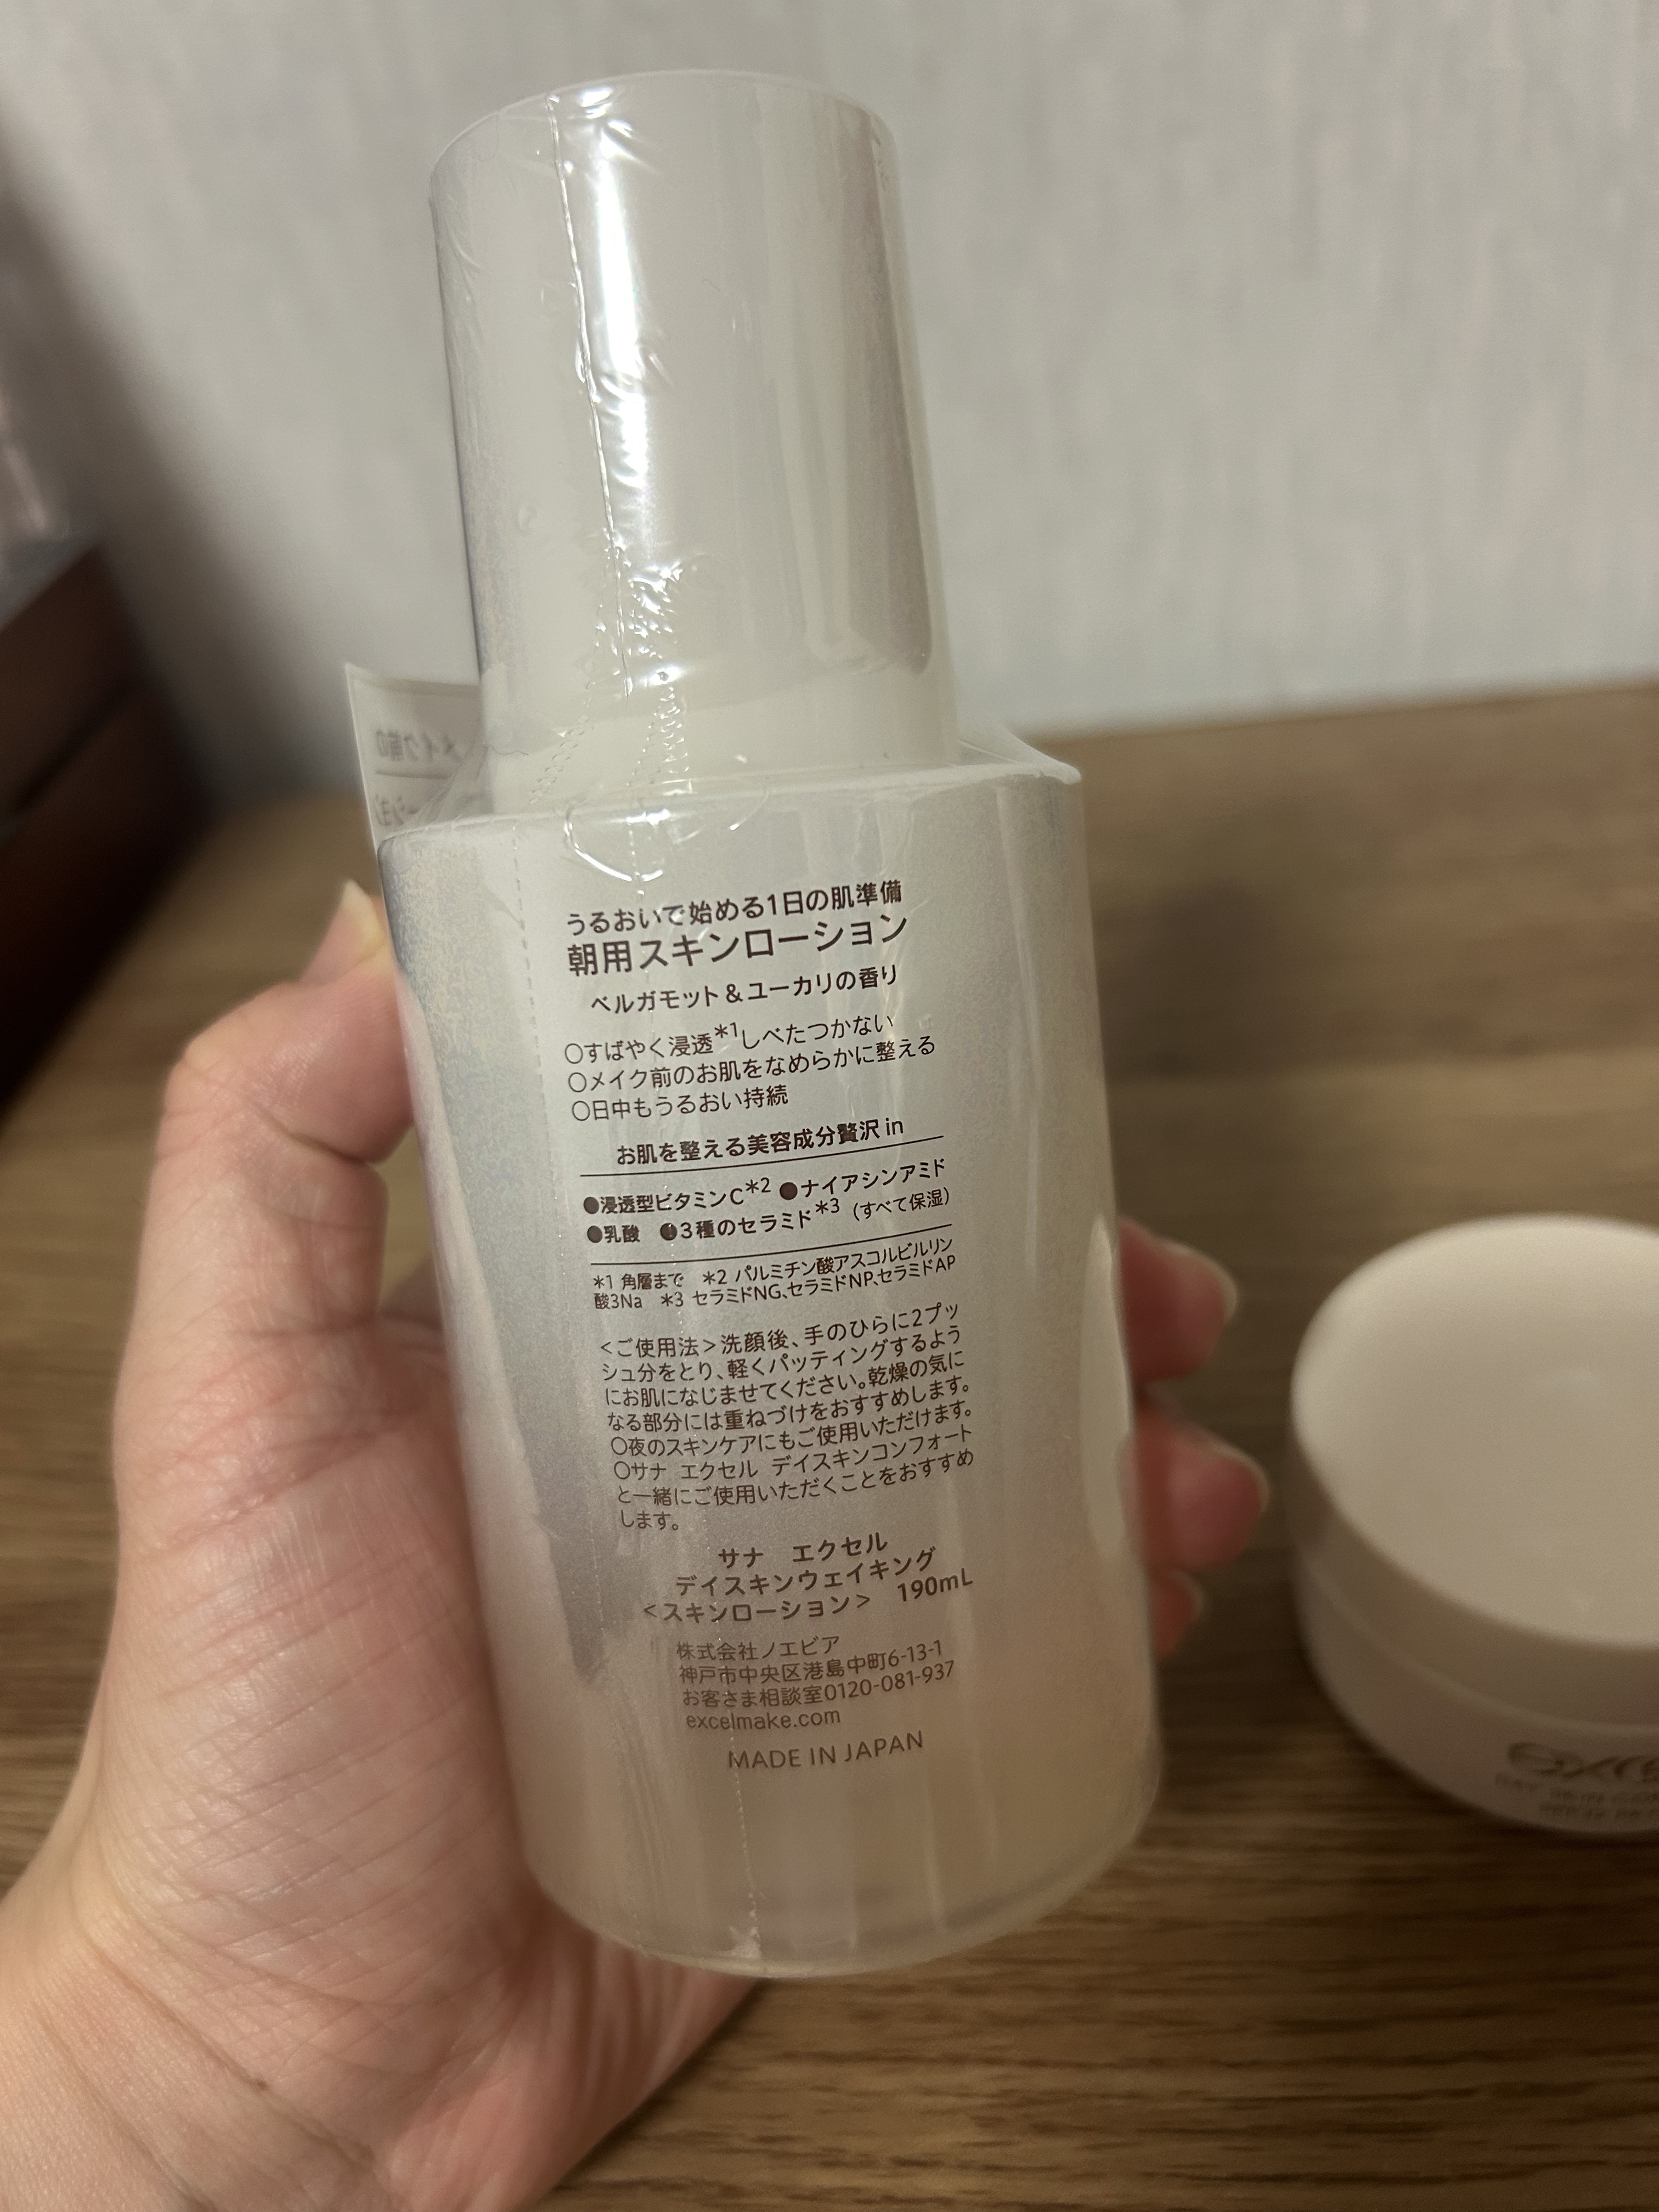 うるおいで始める1日の肌準備
朝用スキンローション
ベルガモット&ユーカリの香り
○すばやく浸透*1しべたつかない
○メイク前のお肌をなめらかに整える
○日中もうるおい持続
お肌を整える美容成分贅沢in
●浸透型ビタミンC*2 ●ナイアシンアミド
●乳酸 ●3種のセラミド*3 (すべて保湿)
*1 角層まで *2 パルミチン酸アスコルビルリン
酸3Na *3 セラミドNG、セラミドNP、セラミドAP
<ご使用法>洗顔後、手のひらに2プッ
シュ分をとり、軽くパッティングするよう
にお肌になじませてください。乾燥の気に
なる部分には重ねづけをおすすめします。
○夜のスキンケアにもご使用いただけます。
○サナ エクセル デイスキンコンフォート
と一緒にご使用いただくことをおすすめ
します。
サナ エクセル
デイスキンウェイキング
<スキンローション> 190mL
株式会社ノエビア
神戸市中央区港島中町6-13-1
お客さま相談室0120-081-937
excelmake.com
MADE IN JAPAN